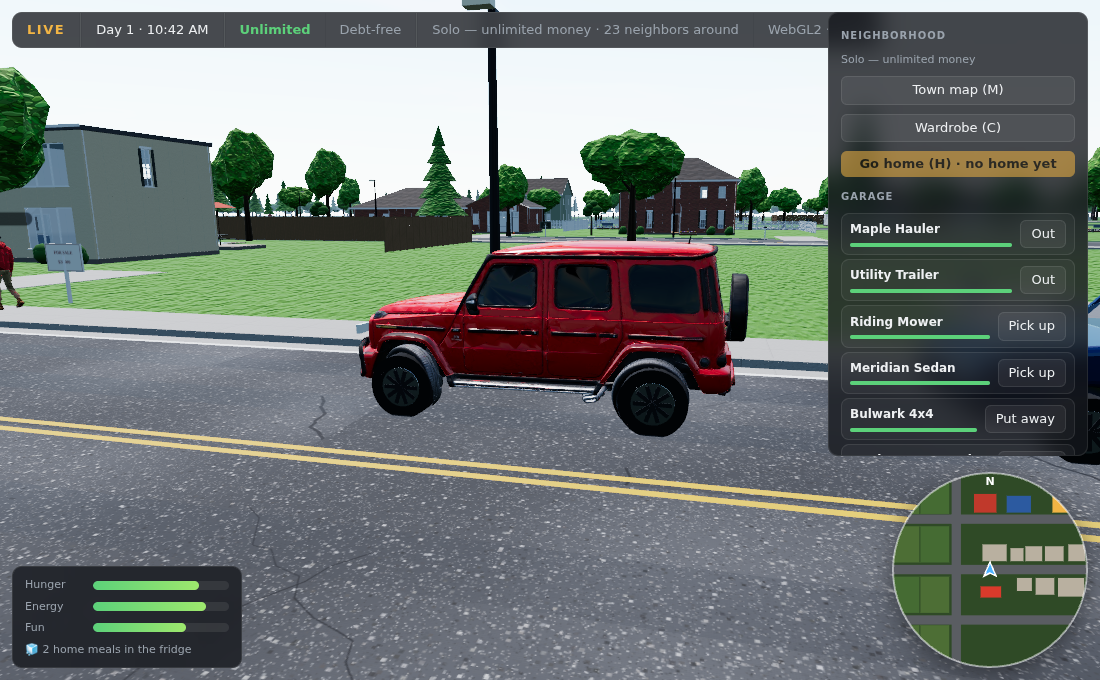 LIVE
Day 1 · 10:42 AM
Unlimited
Debt-free
Solo — unlimited money · 23 neighbors around
WebGL2
NEIGHBORHOOD
Solo — unlimited money
Town map (M)
Wardrobe (C)
Go home (H) · no home yet
GARAGE
Maple Hauler
Out
Utility Trailer
Out
Riding Mower
Pick up
Meridian Sedan
Pick up
Bulwark 4x4
Put away
N
Hunger
Energy
Fun
2 home meals in the fridge